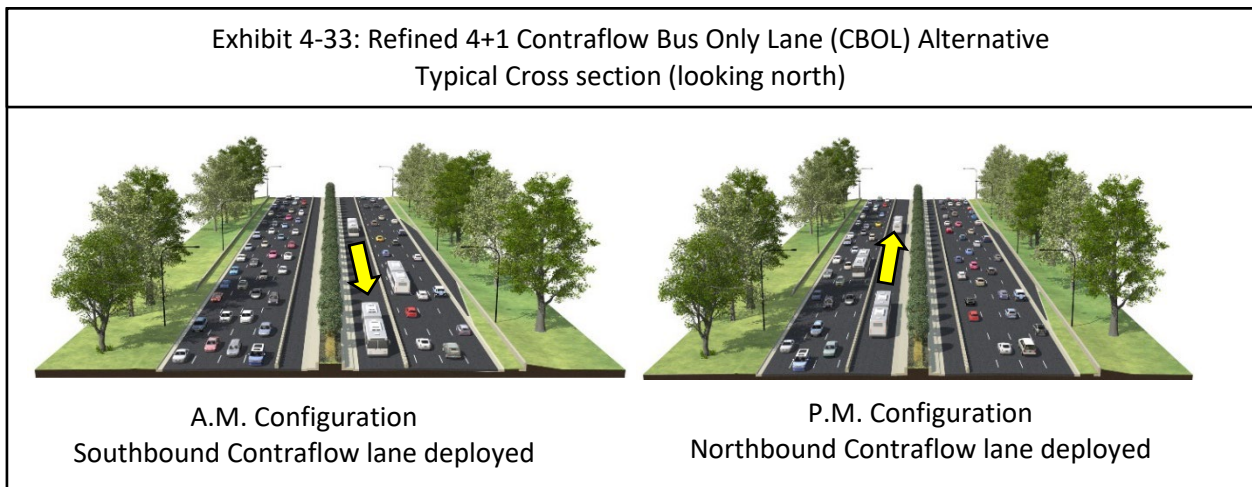 Exhibit 4-33: Refined 4+1 Contraflow Bus Only Lane (CBOL) Alternative
Typical Cross section (looking north)
A.M. Configuration
Southbound Contraflow lane deployed
P.M. Configuration
Northbound Contraflow lane deployed